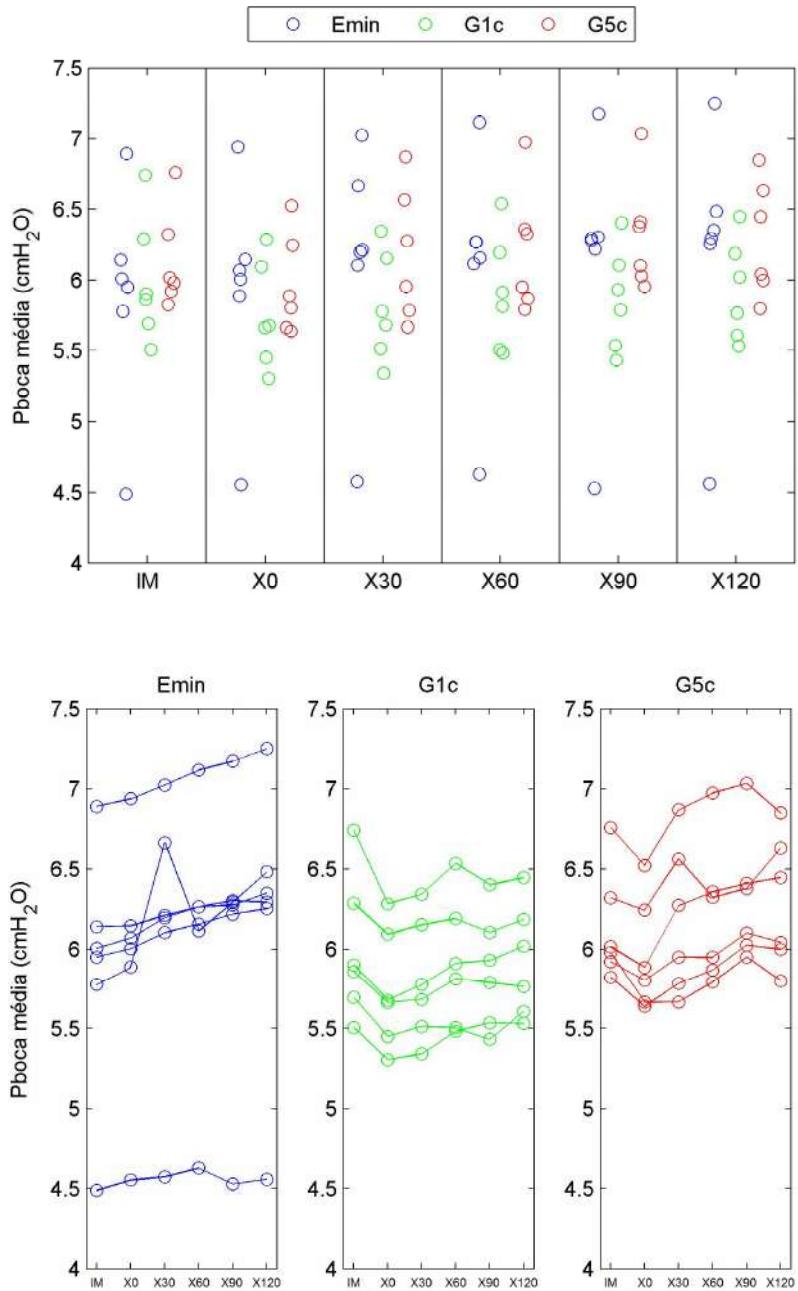 Emin G1c G5c
7.5
7
6.5
6
5.5
5
4.5
4
Pboca média (cmH2O)
IM X0 X30 X60 X90 X120
Emin G1c G5c
7.5 7.5 7.5
7 7 7
6.5 6.5 6.5
6 6 6
5.5 5.5 5.5
5 5 5
4.5 4.5 4.5
4 4 4
Pboca média (cmH2O)
IM X0 X30 X60 X90 X120 IM X0 X30 X60 X90 X120 IM X0 X30 X60 X90 X120